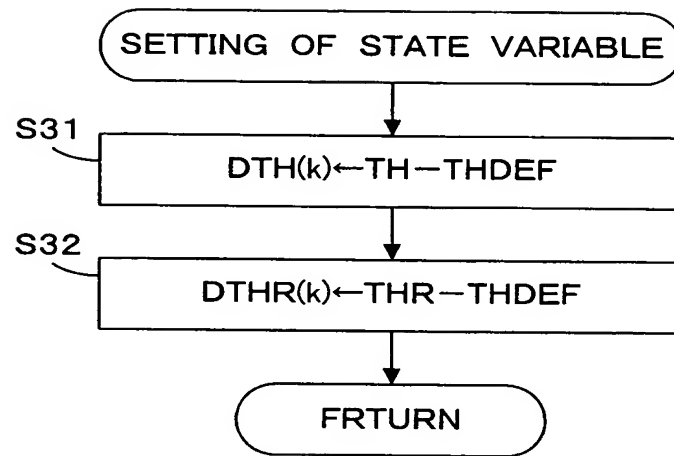 SETTING OF STATE VARIABLE
S31
DTH(k)←TH−THDEF
S32
DTHR(k)←THR−THDEF
FRTURN